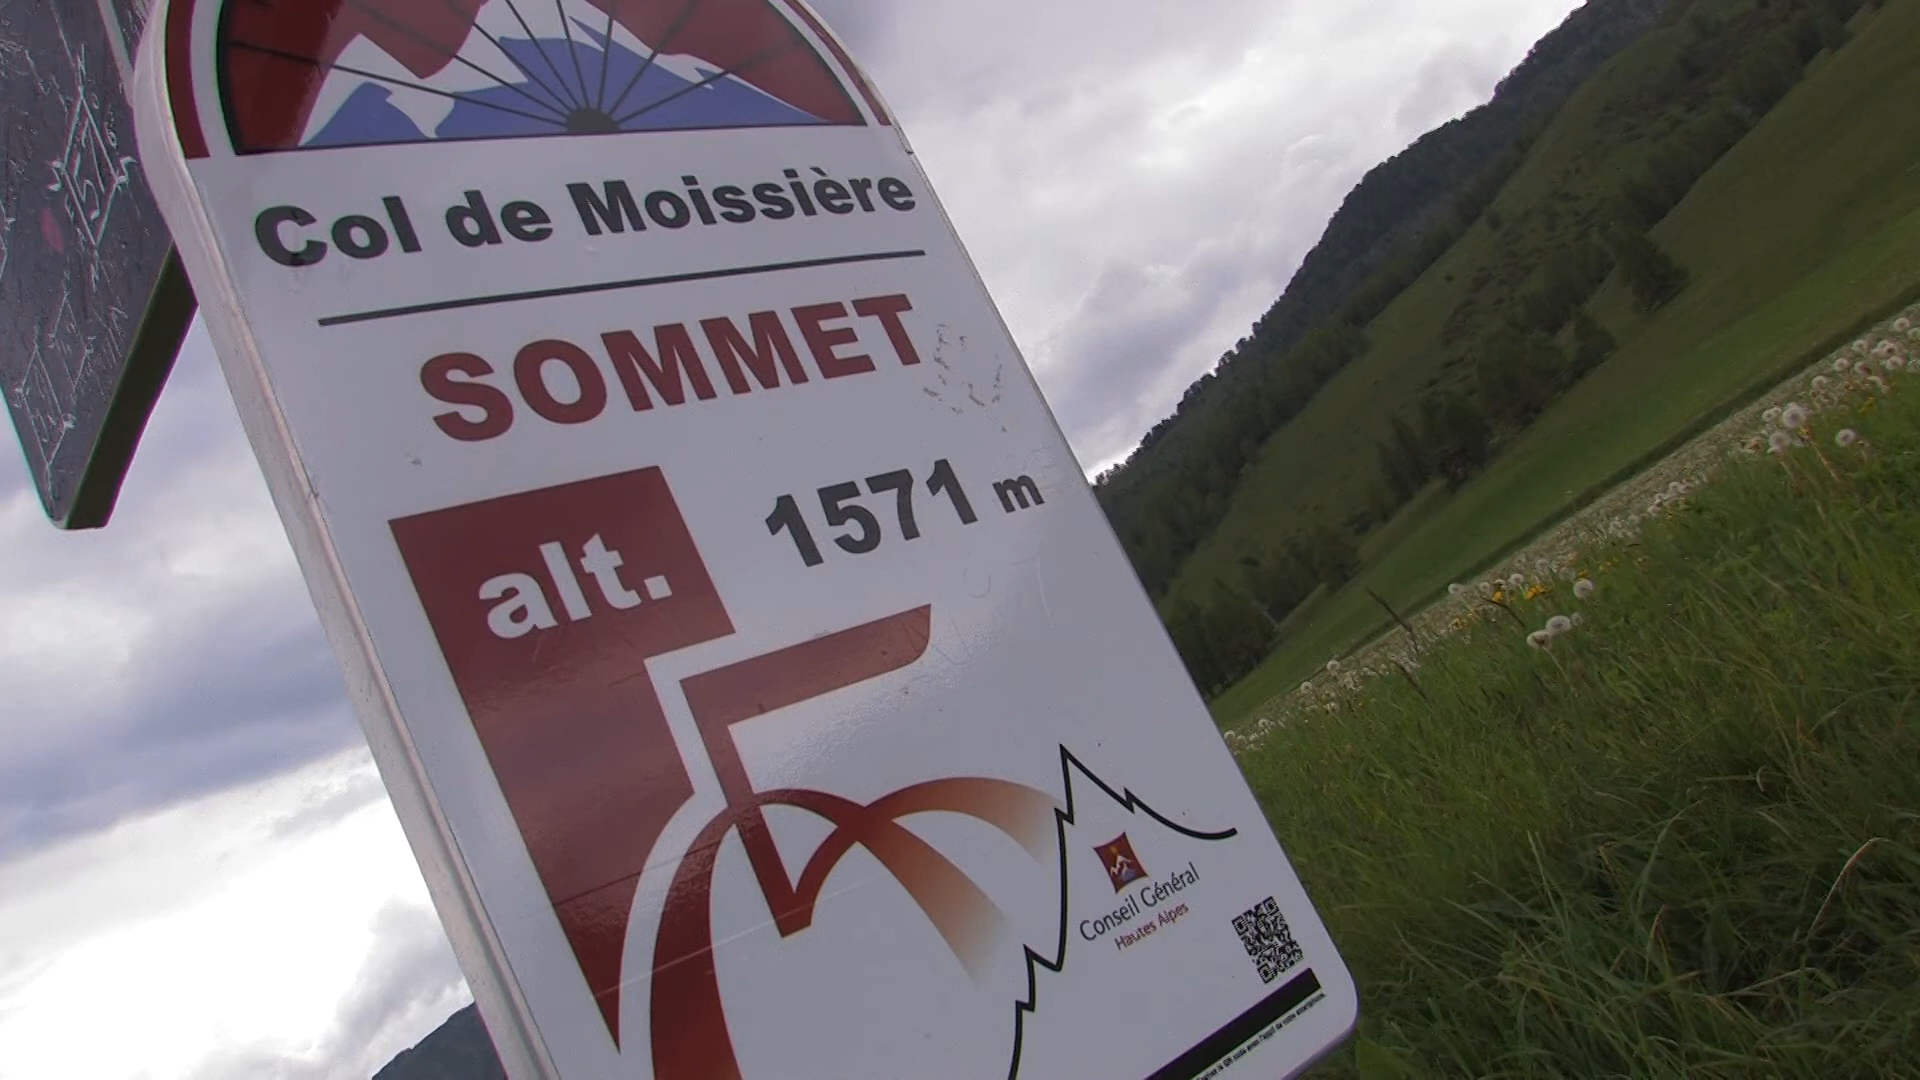 Col de Moissière
SOMMET
alt. 1571 m
Conseil Général
Hautes Alpes